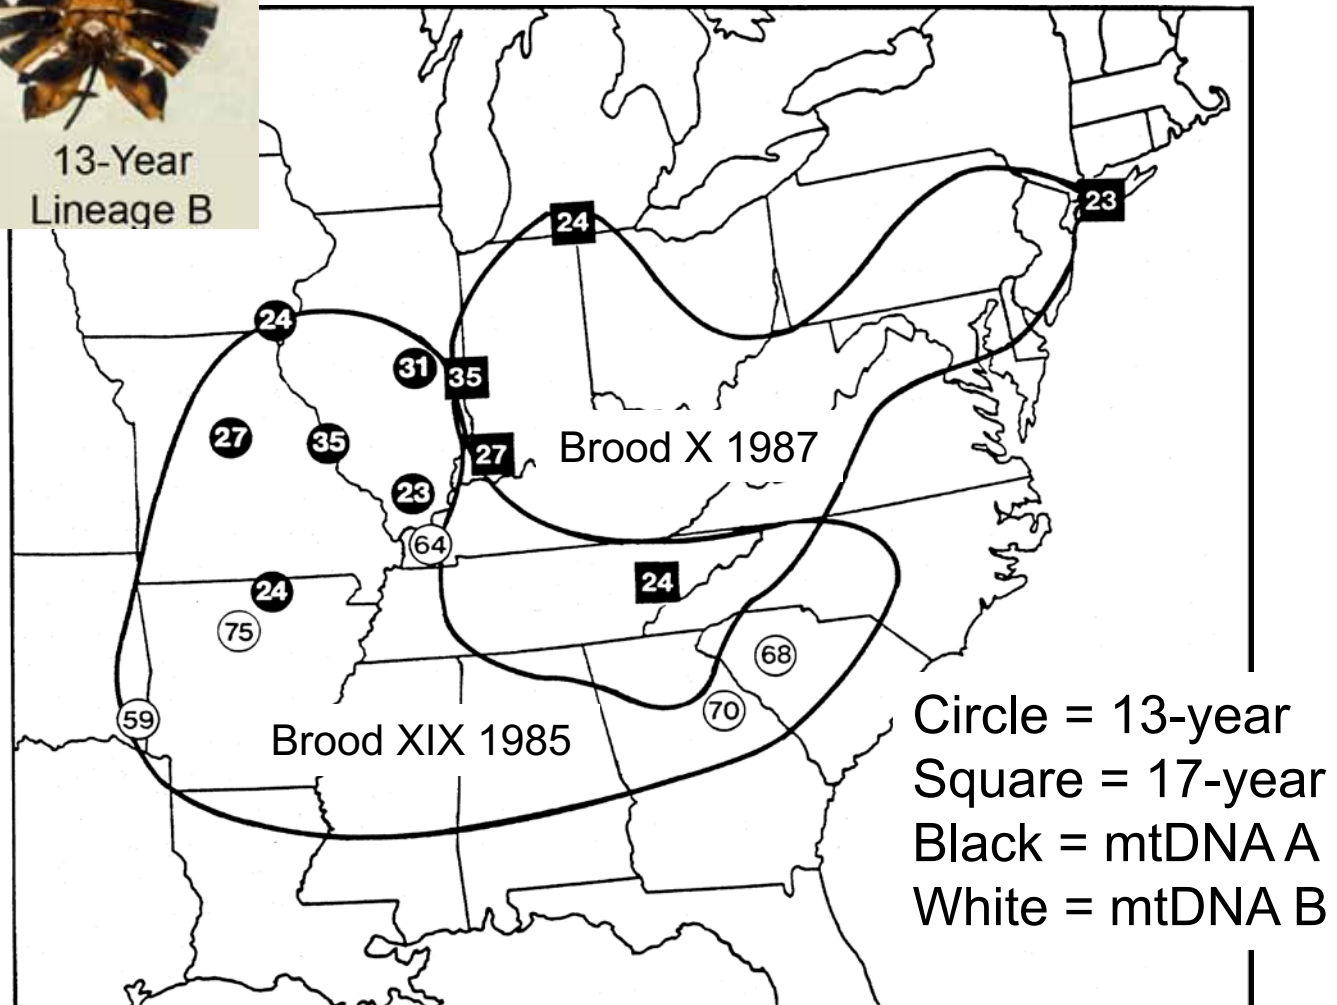 13-Year
Lineage B
24
23
24
31
35
27
35
27
Brood X 1987
23
64
24
24
75
68
59
70
Brood XIX 1985
Circle = 13-year
Square = 17-year
Black = mtDNA A
White = mtDNA B